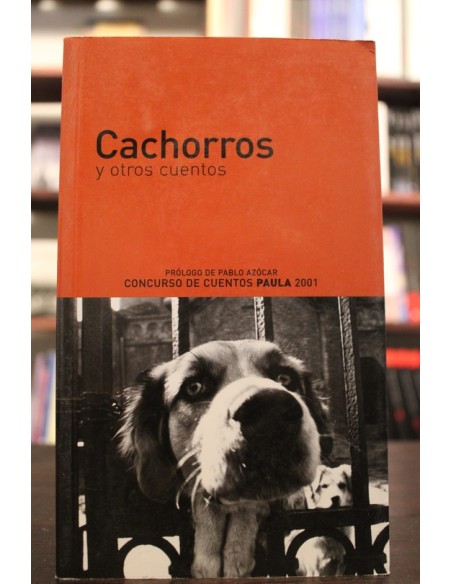 Cachorros
y otros cuentos
PRÓLOGO DE PABLO AZÓCAR
CONCURSO DE CUENTOS PAULA 2001